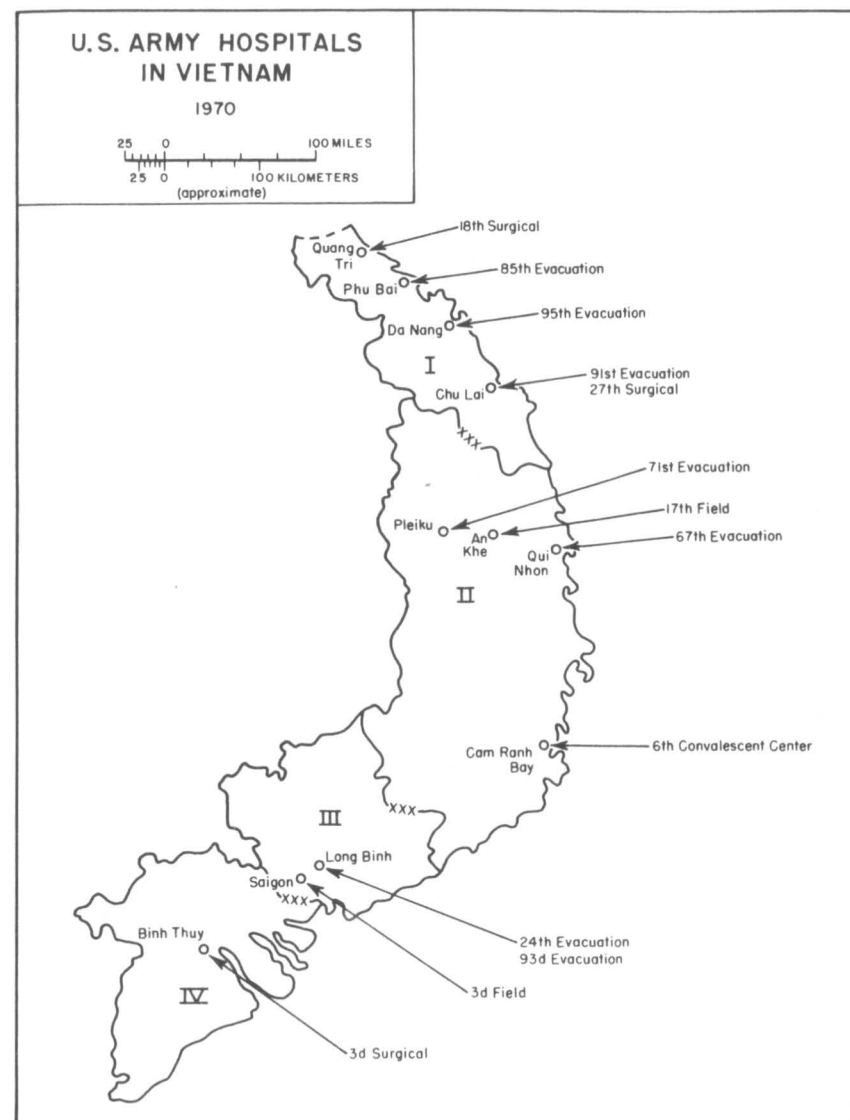 U.S. ARMY HOSPITALS
IN VIETNAM
1970
25 0 100 MILES
25 0 100 KILOMETERS
(approximate)
18th Surgical
Quang
Tri
85th Evacuation
Phu Bai
95th Evacuation
Da Nang
I
91st Evacuation
27th Surgical
Chu Lai
XXX
71st Evacuation
17th Field
Pleiku
An
Khe
67th Evacuation
Qui
Nhon
II
6th Convalescent Center
Cam Ranh
Bay
XXX
III
Long Binh
Saigon
XXX
Binh Thuy
24th Evacuation
93d Evacuation
3d Field
IV
3d Surgical